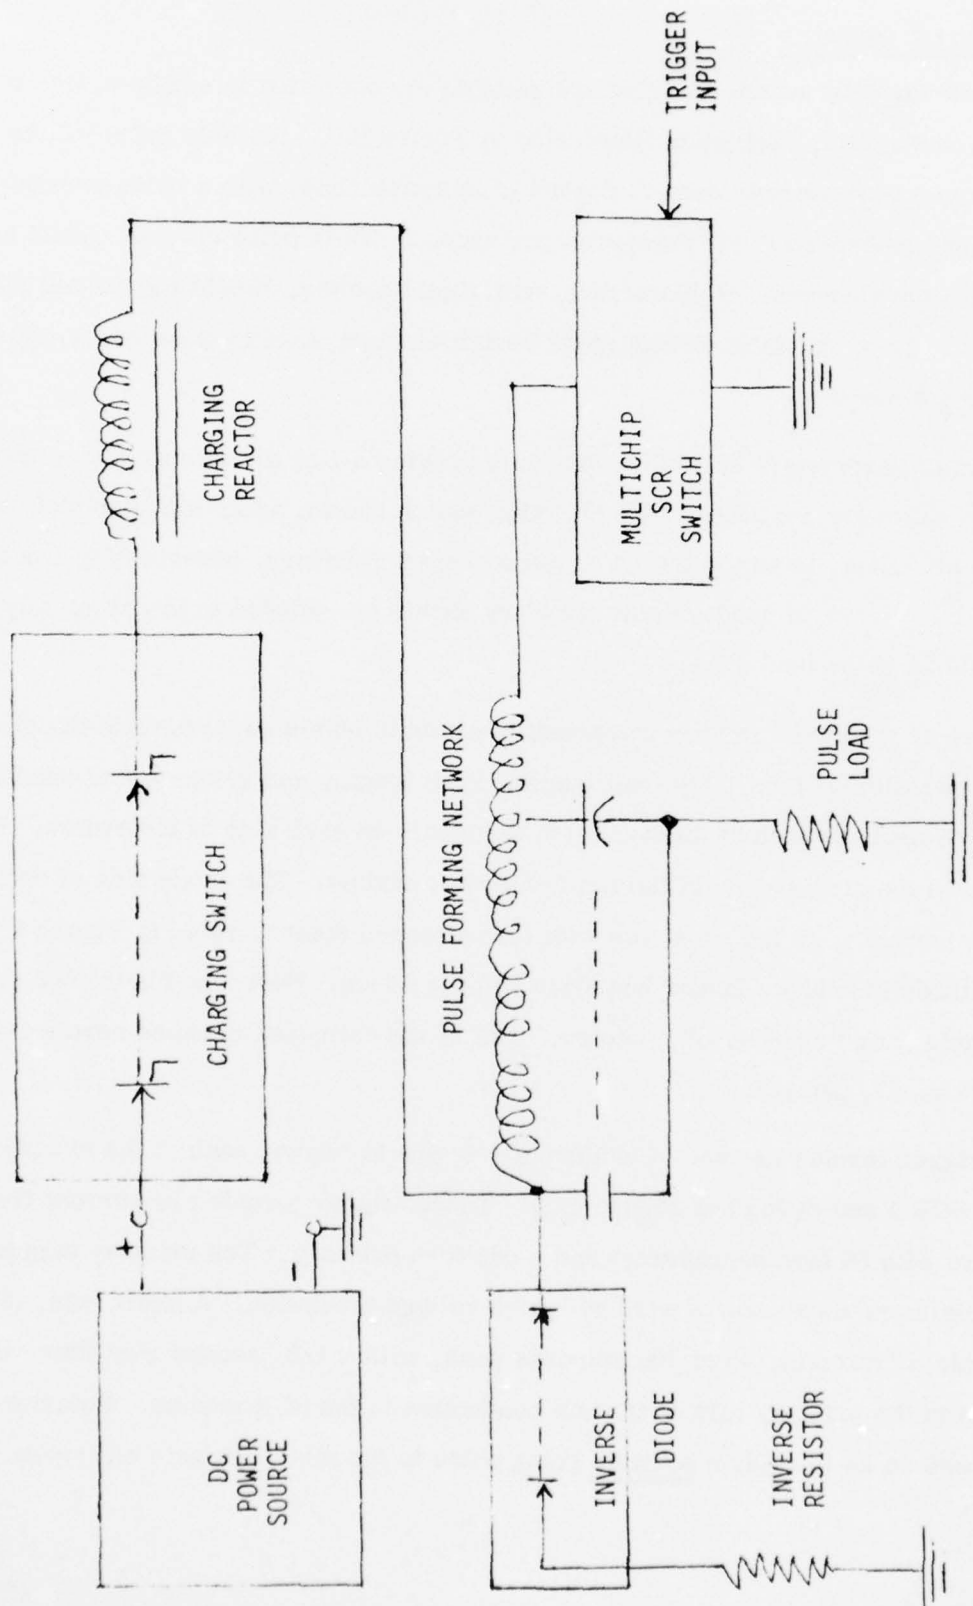 DC
POWER
SOURCE
+
-
CHARGING SWITCH
CHARGING
REACTOR
PULSE FORMING NETWORK
INVERSE
DIODE
INVERSE
RESISTOR
PULSE
LOAD
MULTICHIP
SCR
SWITCH
TRIGGER
INPUT